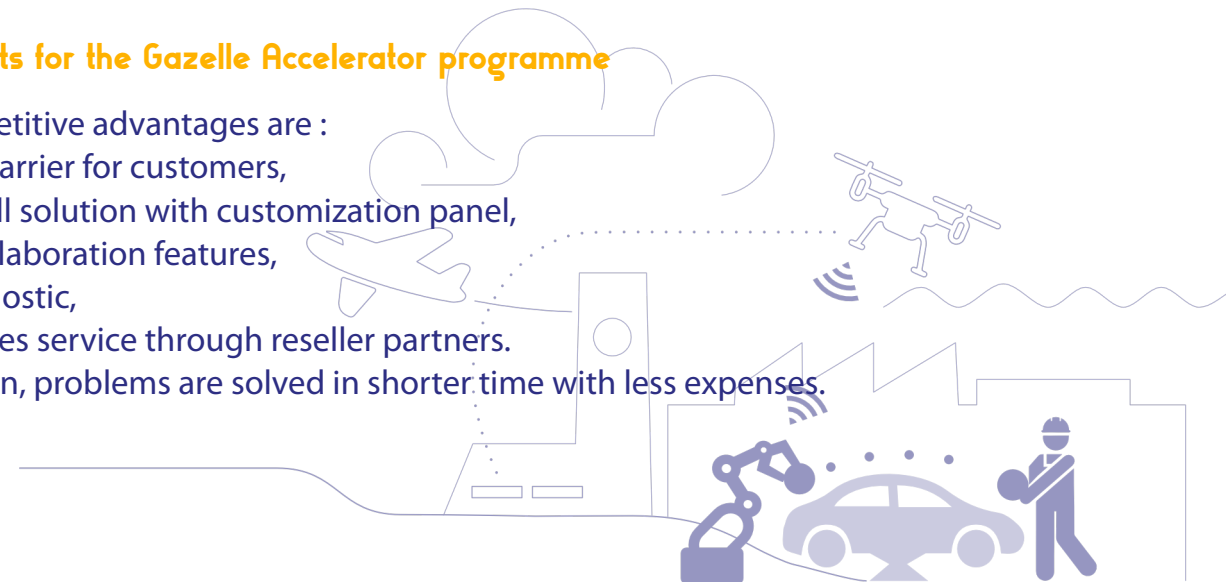 ts for the Gazelle Accelerator programme
etitive advantages are :
arrier for customers,
ll solution with customization panel,
laboration features,
ostic,
es service through reseller partners.
n, problems are solved in shorter time with less expenses.